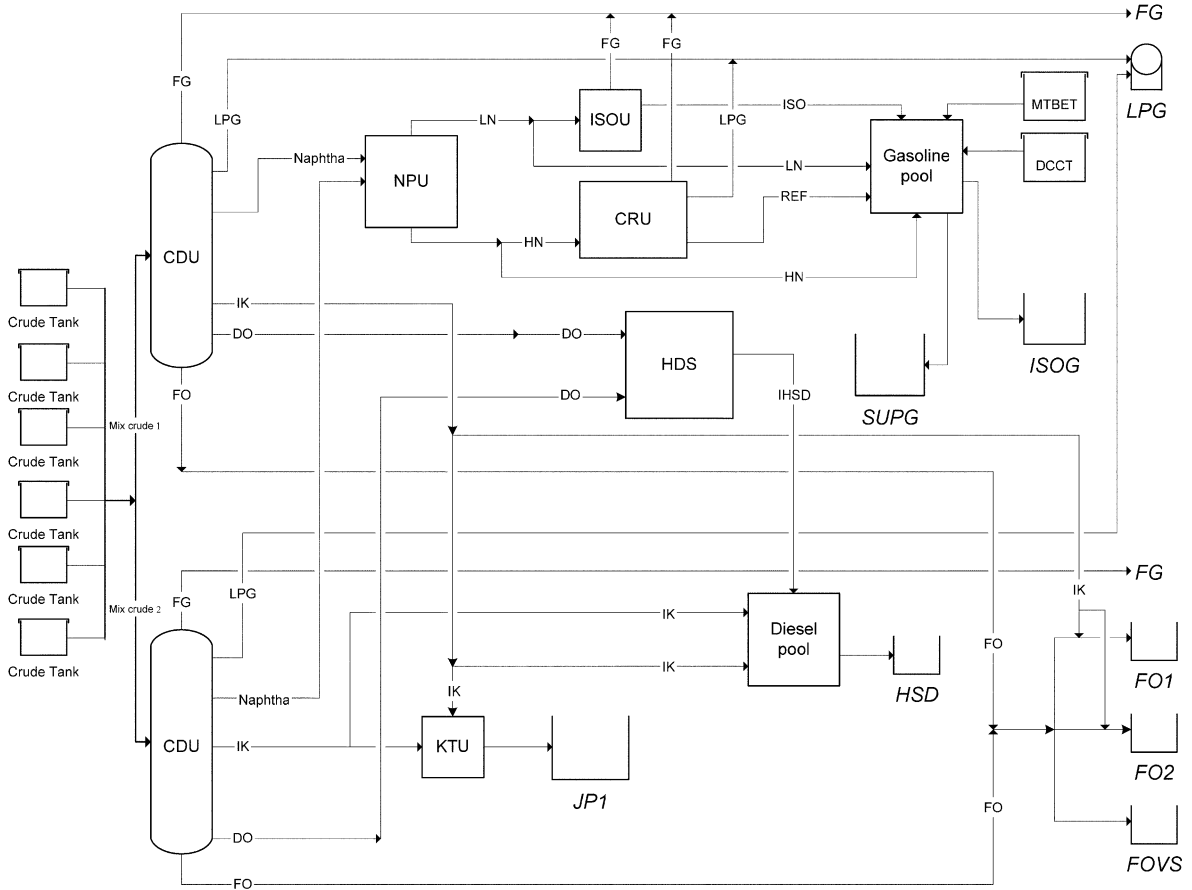 FG
FG
FG
FG
LPG
LPG
LPG
MTBET
DCCT
ISOU
ISO
LN
LN
Naphtha
NPU
Gasoline
pool
CRU
REF
HN
HN
CDU
IK
DO
DO
HDS
DO
IHSD
ISOG
SUPG
FO
Crude Tank
Crude Tank
Mix crude 1
Crude Tank
Crude Tank
Crude Tank
Mix crude 2
Crude Tank
FG
LPG
FG
IK
IK
Diesel
pool
IK
IK
HSD
FO
FO1
Naphtha
CDU
IK
KTU
JP1
FO2
DO
FO
FOVS
FO